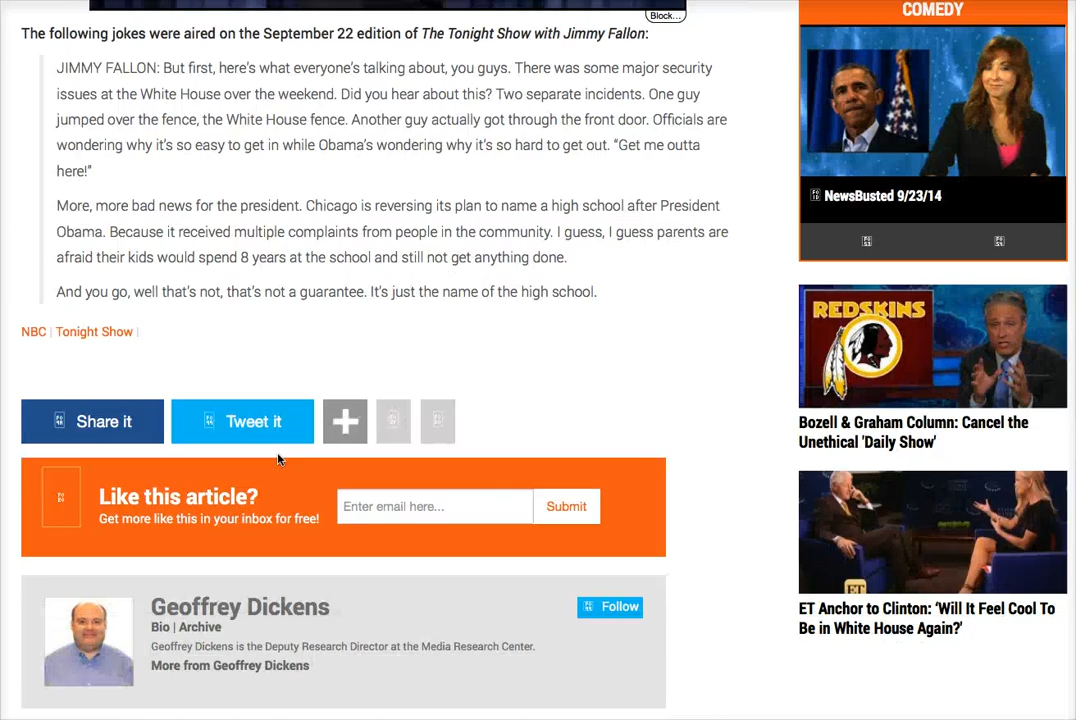 Block...
The following jokes were aired on the September 22 edition of The Tonight Show with Jimmy Fallon:
JIMMY FALLON: But first, here's what everyone's talking about, you guys. There was some major security
issues at the White House over the weekend. Did you hear about this? Two separate incidents. One guy
jumped over the fence, the White House fence. Another guy actually got through the front door. Officials are
wondering why it's so easy to get in while Obama's wondering why it's so hard to get out. “Get me outta
here!”
More, more bad news for the president. Chicago is reversing its plan to name a high school after President
Obama. Because it received multiple complaints from people in the community. I guess, I guess parents are
afraid their kids would spend 8 years at the school and still not get anything done.
And you go, well that's not, that's not a guarantee. It's just the name of the high school.
NBC | Tonight Show |
Share it
Tweet it
Like this article?
Get more like this in your inbox for free!
Enter email here...
Submit
Geoffrey Dickens
Follow
Bio | Archive
Geoffrey Dickens is the Deputy Research Director at the Media Research Center.
More from Geoffrey Dickens
COMEDY
NewsBusted 9/23/14
REDSKINS
Bozell & Graham Column: Cancel the
Unethical 'Daily Show'
ET
ET Anchor to Clinton: ‘Will It Feel Cool To
Be in White House Again?’